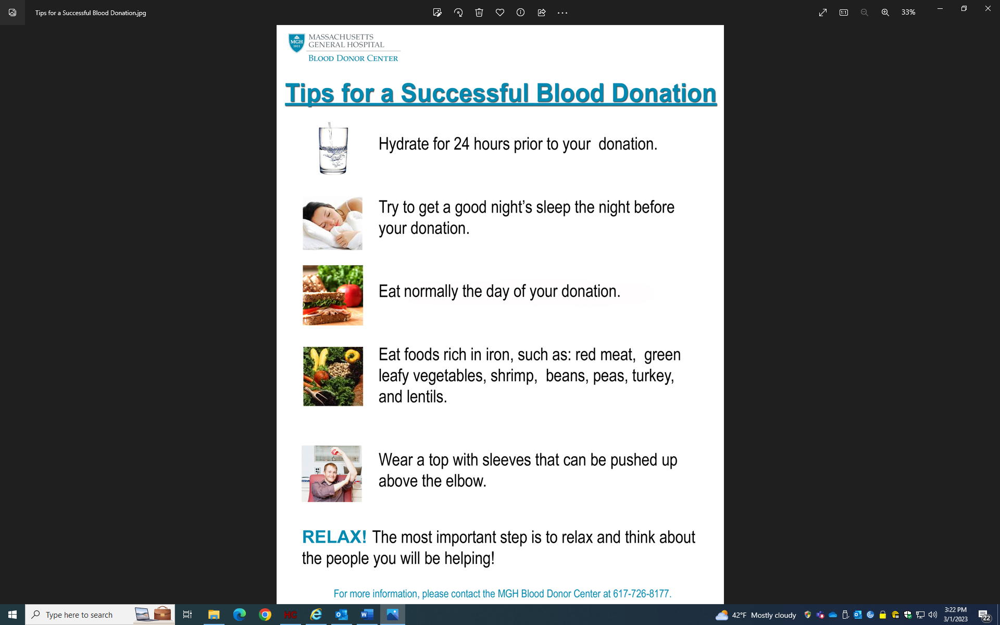 Tips for a Successful Blood Donation.jpg
33%
MGH
1811
MASSACHUSETTS
GENERAL HOSPITAL
BLOOD DONOR CENTER
Tips for a Successful Blood Donation
Hydrate for 24 hours prior to your  donation.
Try to get a good night’s sleep the night before
your donation.
Eat normally the day of your donation.
Eat foods rich in iron, such as: red meat,  green
leafy vegetables, shrimp,  beans, peas, turkey,
and lentils.
Wear a top with sleeves that can be pushed up
above the elbow.
RELAX! The most important step is to relax and think about
the people you will be helping!
For more information, please contact the MGH Blood Donor Center at 617-726-8177.
Type here to search
HC
42°F Mostly cloudy
3:22 PM
3/1/2023
22